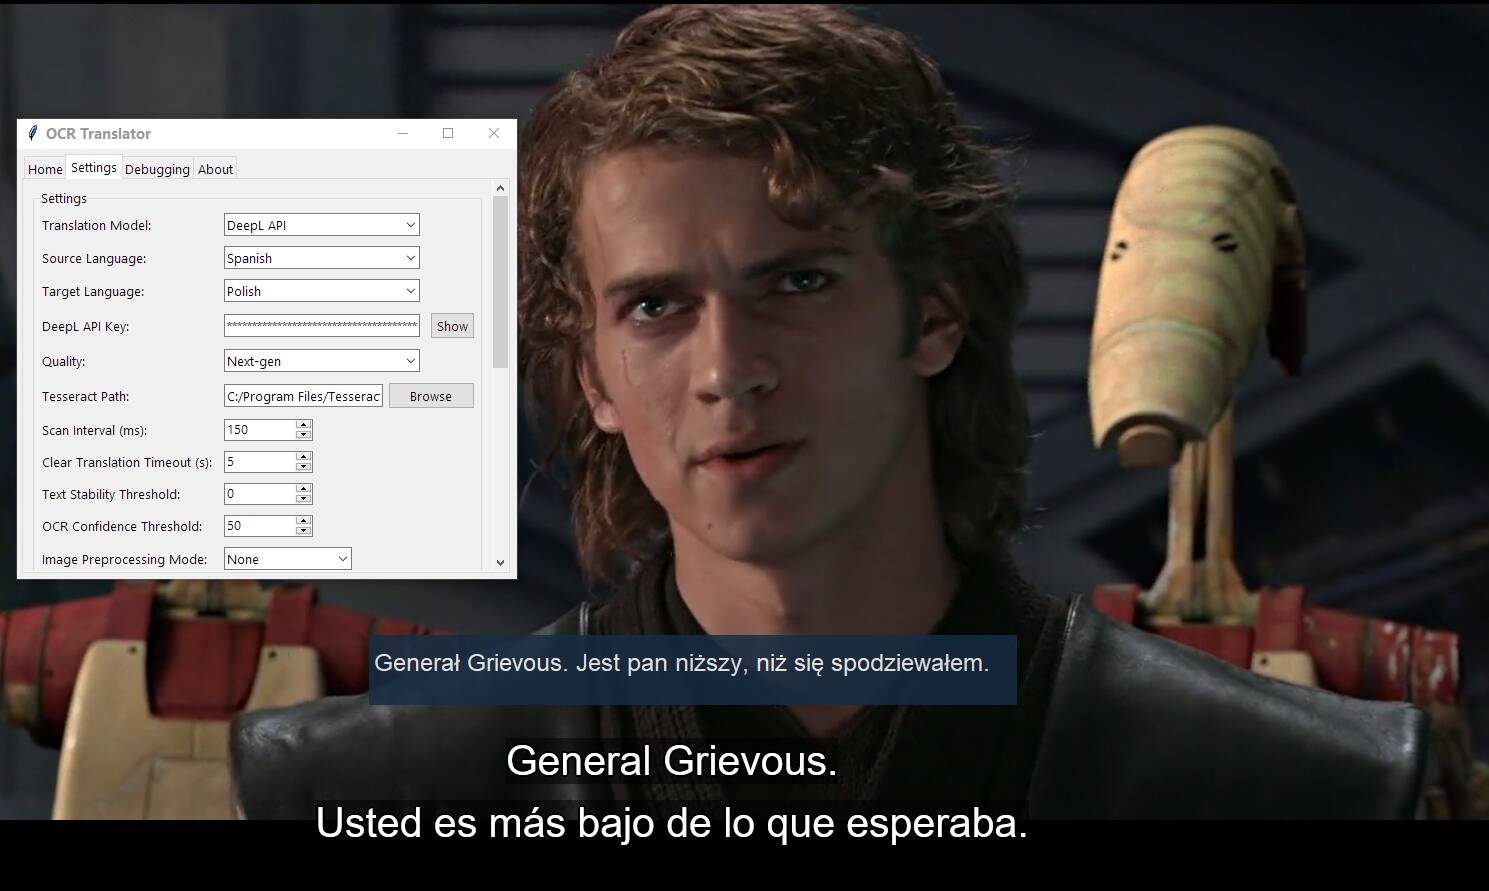 OCR Translator
Home Settings Debugging About
Settings
Translation Model: DeepL API
Source Language: Spanish
Target Language: Polish
DeepL API Key: ************************************** Show
Quality: Next-gen
Tesseract Path: C:/Program Files/Tesserac Browse
Scan Interval (ms): 150
Clear Translation Timeout (s): 5
Text Stability Threshold: 0
OCR Confidence Threshold: 50
Image Preprocessing Mode: None
Generał Grievous. Jest pan niższy, niż się spodziewałem.
General Grievous.
Usted es más bajo de lo que esperaba.